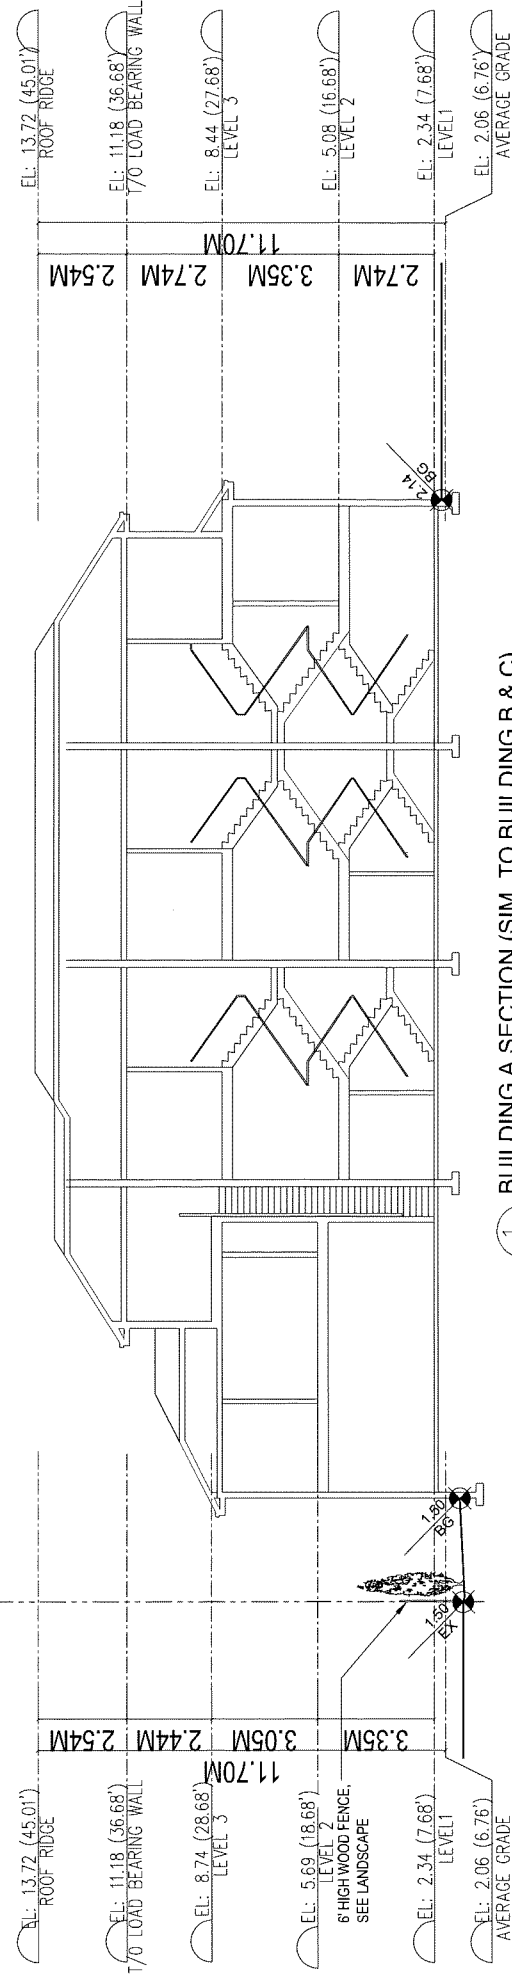 EL: 13.72 (45.01')
ROOF RIDGE
EL: 11.18 (36.68')
T/O LOAD BEARING WALL
EL: 8.74 (28.68')
LEVEL 3
EL: 5.69 (18.68')
LEVEL 2
6' HIGH WOOD FENCE,
SEE LANDSCAPE
EL: 2.34 (7.68')
LEVEL1
EL: 2.06 (6.76')
AVERAGE GRADE
2.54M
2.44M
3.05M
3.35M
11.70M
1.50
EX
1.50
BG
2.14
BG
2.54M
2.74M
3.35M
2.74M
11.70M
EL: 13.72 (45.01')
ROOF RIDGE
EL: 11.18 (36.68')
T/O LOAD BEARING WALL
EL: 8.44 (27.68')
LEVEL 3
EL: 5.08 (16.68')
LEVEL 2
EL: 2.34 (7.68')
LEVEL1
EL: 2.06 (6.76')
AVERAGE GRADE
1 BUILDING A SECTION (SIM. TO BUILDING B & C)